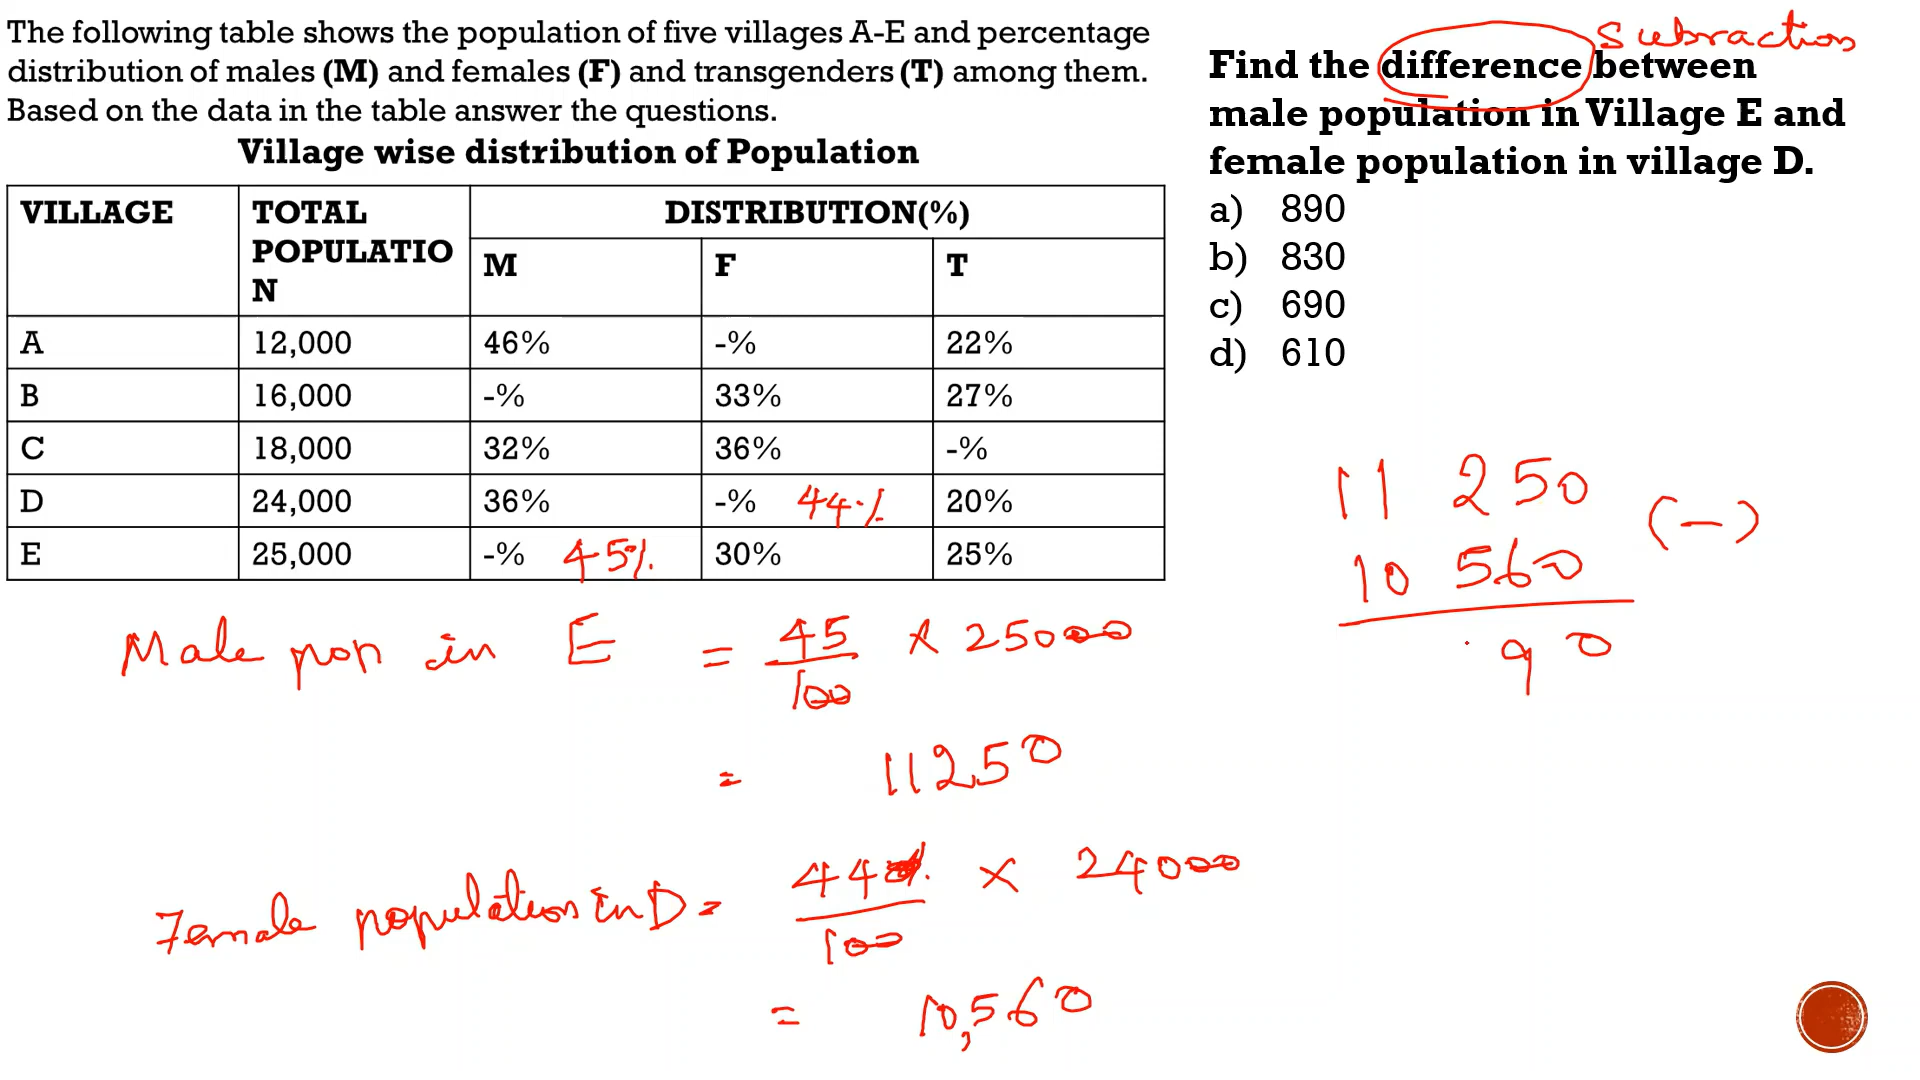 The following table shows the population of five villages A-E and percentage
distribution of males (M) and females (F) and transgenders (T) among them.
Based on the data in the table answer the questions.
Village wise distribution of Population
VILLAGE TOTAL POPULATIO N DISTRIBUTION(%)
M F T
A 12,000 46% -% 22%
B 16,000 -% 33% 27%
C 18,000 32% 36% -%
D 24,000 36% -% 44% 20%
E 25,000 -% 45% 30% 25%
Subraction
Find the difference between
male population in Village E and
female population in village D.
a) 890
b) 830
c) 690
d) 610
Male pop in E = 45/100 × 25000
= 11250
Female population in D = 44/100 × 24000
= 10,560
11 250
10 560 (-)
90